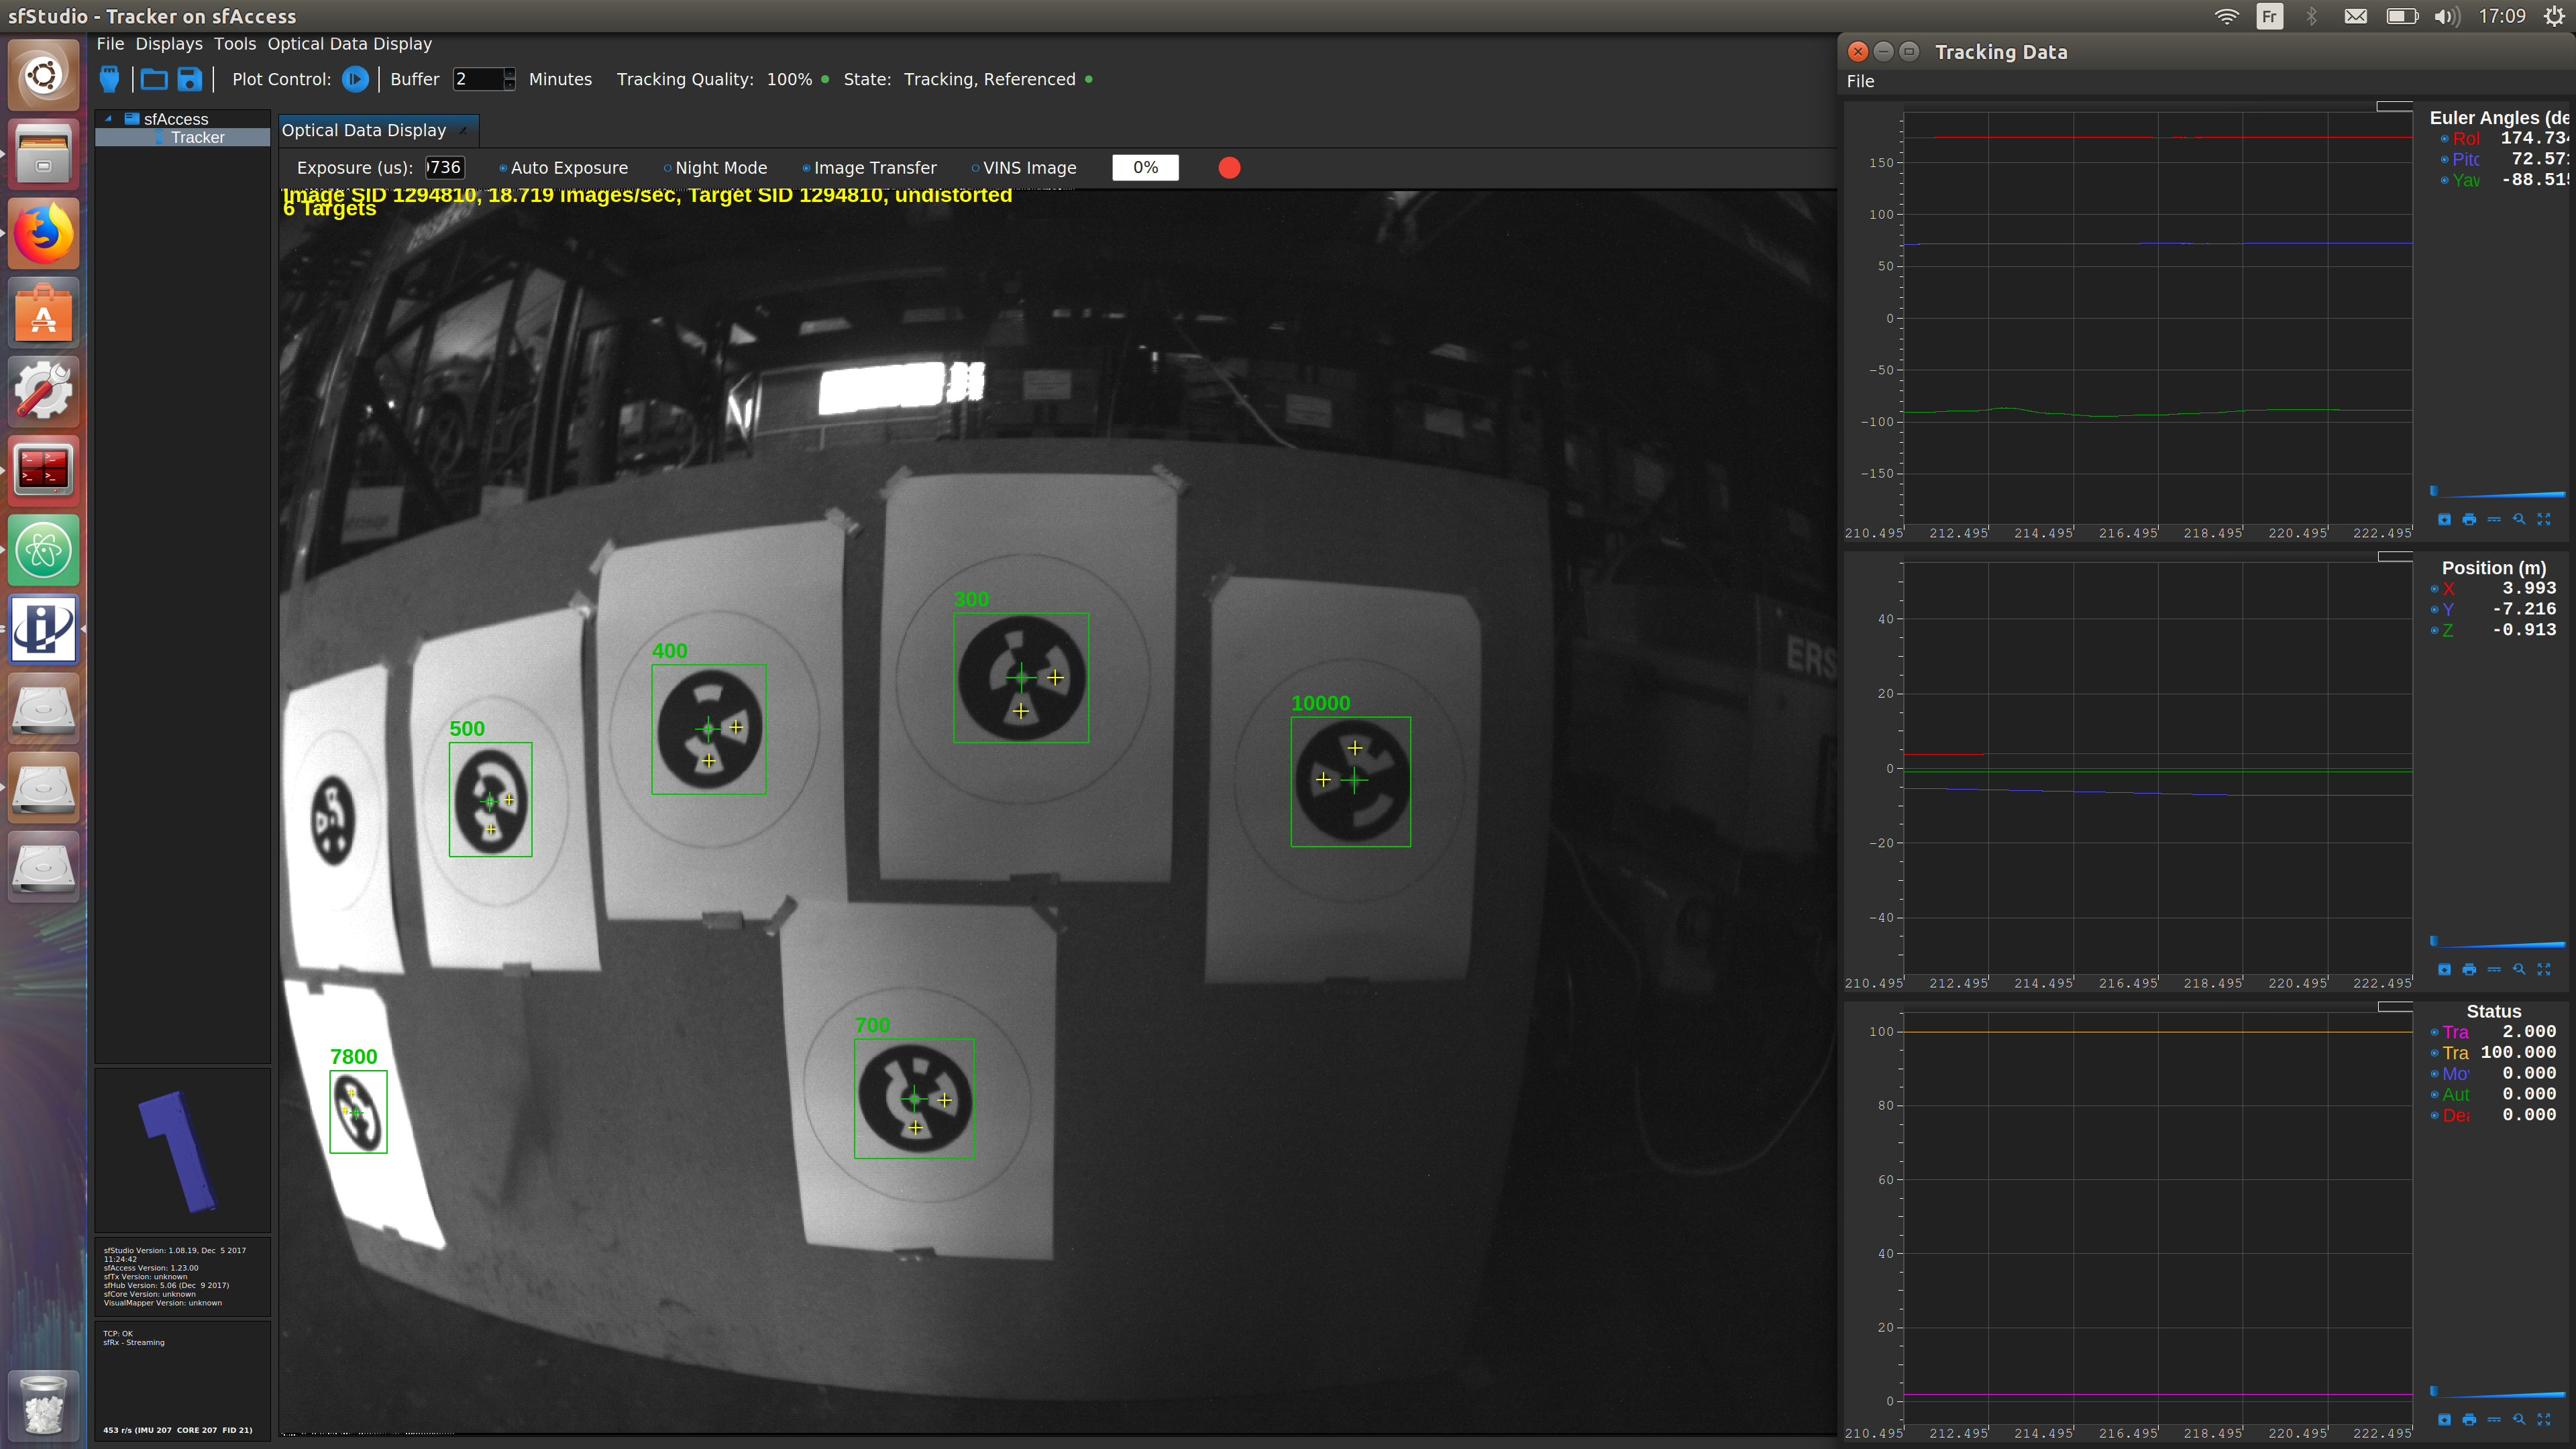 sfStudio - Tracker on sfAccess
Fr
17:09
File Displays Tools Optical Data Display
Plot Control:
Buffer 2 Minutes
Tracking Quality: 100%
State: Tracking, Referenced
sfAccess
Tracker
Optical Data Display
Exposure (us): 736
Auto Exposure
Night Mode
Image Transfer
VINS Image
0%
Image SID 1294810, 18.719 images/sec, Target SID 1294810, undistorted
6 Targets
300
400
10000
500
700
7800
ERS
sfStudio Version: 1.08.19, Dec 5 2017
11:24:42
sfAccess Version: 1.23.00
sfTx Version: unknown
sfHub Version: 5.06 (Dec 9 2017)
sfCore Version: unknown
VisualMapper Version: unknown
TCP: OK
sfRx - Streaming
453 r/s (IMU 207 CORE 207 FID 21)
Tracking Data
File
Euler Angles (de
Rol 174.734
Pitc 72.57
Yaw -88.515
150
100
50
0
-50
-100
-150
210.495 212.495 214.495 216.495 218.495 220.495 222.495
Position (m)
X 3.993
Y -7.216
Z -0.913
40
20
0
-20
-40
210.495 212.495 214.495 216.495 218.495 220.495 222.495
Status
Tra 2.000
Tra 100.000
Mo 0.000
Aut 0.000
Dea 0.000
100
80
60
40
20
0
210.495 212.495 214.495 216.495 218.495 220.495 222.495